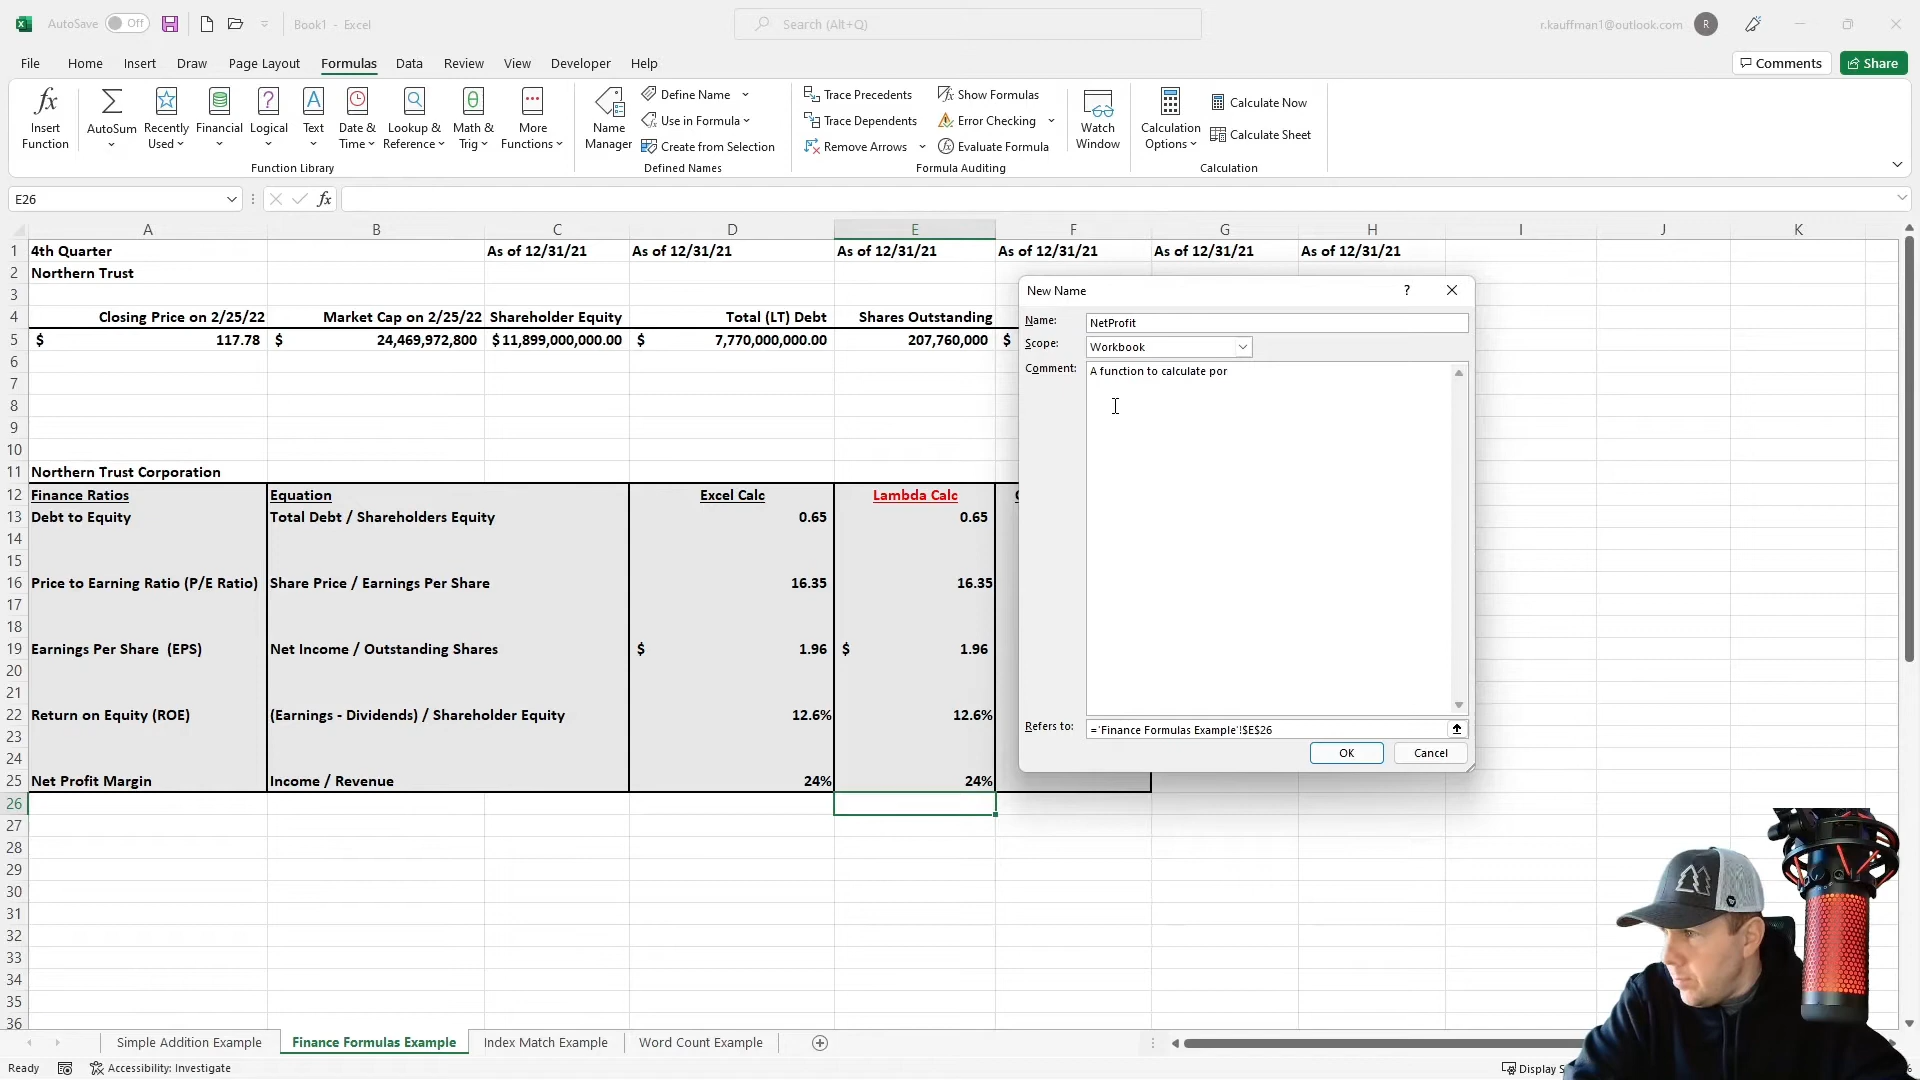 AutoSave Off Book1 - Excel Search (Alt+Q) r.kauffman1@outlook.com R
File Home Insert Draw Page Layout Formulas Data Review View Developer Help Comments Share
Insert Function AutoSum Recently Used Financial Logical Text Date & Time Lookup & Reference Math & Trig More Functions
Name Manager Define Name Use in Formula Create from Selection
Trace Precedents Trace Dependents Remove Arrows Show Formulas Error Checking Evaluate Formula
Watch Window Calculation Options Calculate Now Calculate Sheet
Function Library Defined Names Formula Auditing Calculation
E26 fx
A B C D E F G H I J K
1 4th Quarter As of 12/31/21 As of 12/31/21 As of 12/31/21 As of 12/31/21 As of 12/31/21 As of 12/31/21
2 Northern Trust
3
4 Closing Price on 2/25/22 Market Cap on 2/25/22 Shareholder Equity Total (LT) Debt Shares Outstanding
5 $ 117.78 $ 24,469,972,800 $11,899,000,000.00 $ 7,770,000,000.00 207,760,000 $
6
7
8
9
10
11 Northern Trust Corporation
12 Finance Ratios Equation Excel Calc Lambda Calc
13 Debt to Equity Total Debt / Shareholders Equity 0.65 0.65
14
15
16 Price to Earning Ratio (P/E Ratio) Share Price / Earnings Per Share 16.35 16.35
17
18
19 Earnings Per Share (EPS) Net Income / Outstanding Shares $ 1.96 $ 1.96
20
21
22 Return on Equity (ROE) (Earnings - Dividends) / Shareholder Equity 12.6% 12.6%
23
24
25 Net Profit Margin Income / Revenue 24% 24%
26
27
28
29
30
31
32
33
34
35
36
New Name ?
Name: NetProfit
Scope: Workbook
Comment: A function to calculate por
Refers to: ='Finance Formulas Example'!$E$26
OK Cancel
Simple Addition Example Finance Formulas Example Index Match Example Word Count Example
Ready Accessibility: Investigate Display